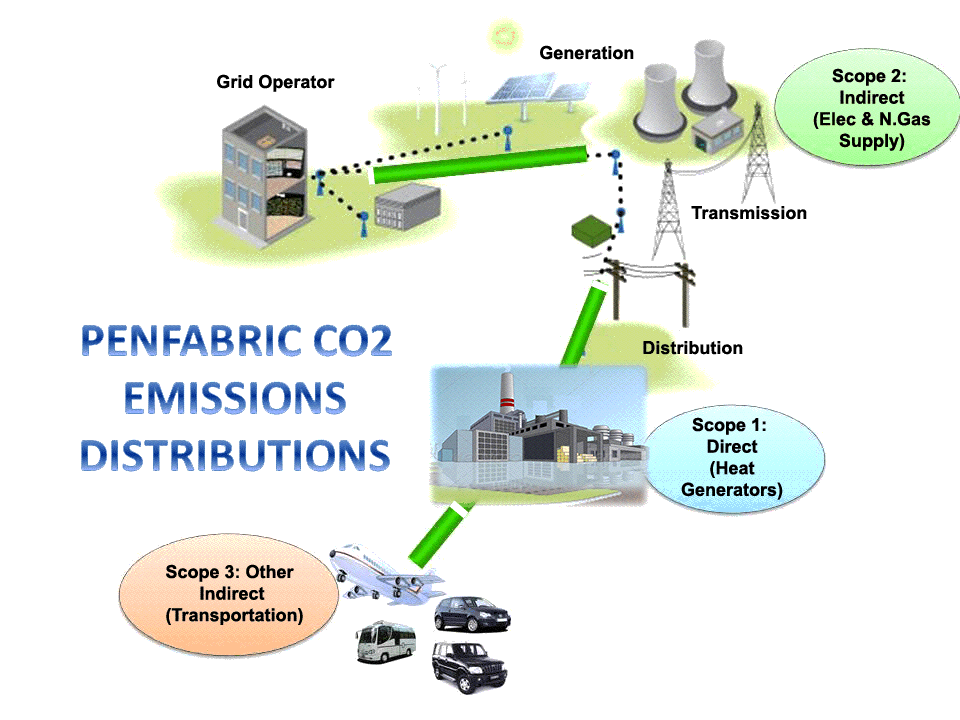 Generation
Grid Operator
Scope 2:
Indirect
(Elec & N.Gas
Supply)
Transmission
PENFABRIC CO2
EMISSIONS
DISTRIBUTIONS
Distribution
Scope 1:
Direct
(Heat
Generators)
Scope 3: Other
Indirect
(Transportation)